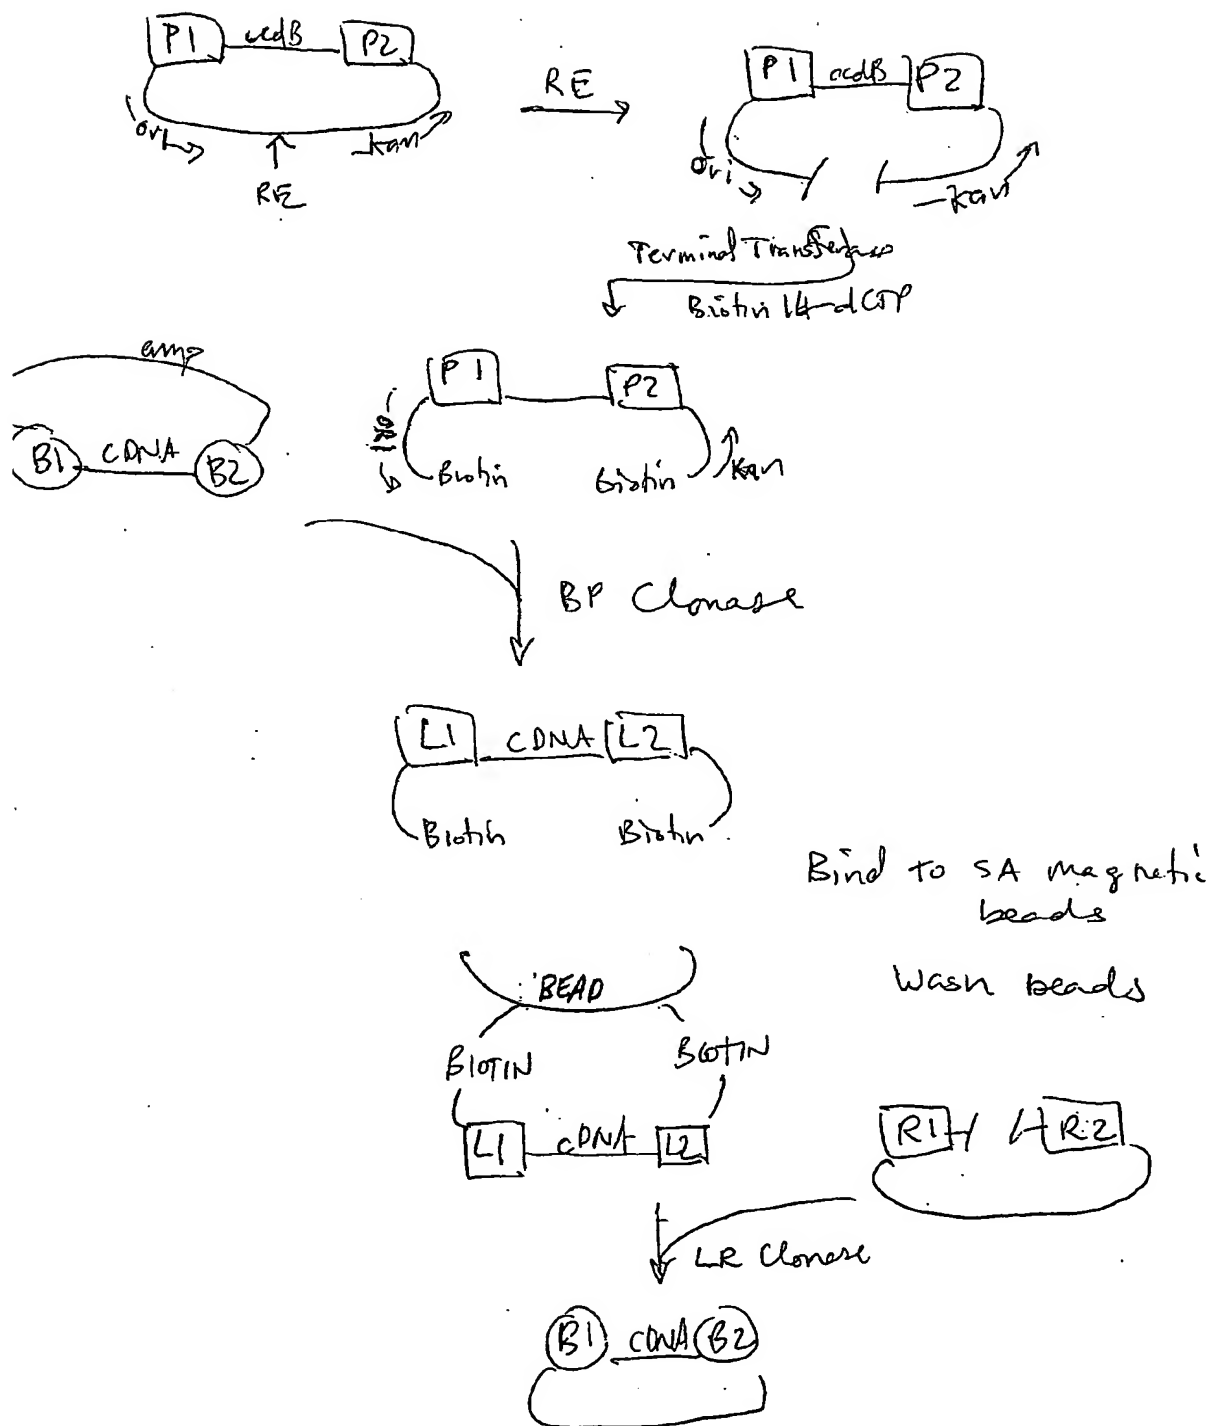 P1 ccdB P2
RE
P1 ccdB P2
ori
kan
RE
ori
kan
Terminal Transferase
Biotin 14-dCTP
amp
P1
P2
ori
B1 cDNA B2
Biotin Biotin
kan
BP Clonase
L1 cDNA L2
Biotin Biotin
Bind to SA magnetic
beads
BEAD
Wash beads
BIOTIN BIOTIN
L1 cDNA L2
R1 R2
LR Clonase
B1 cDNA B2